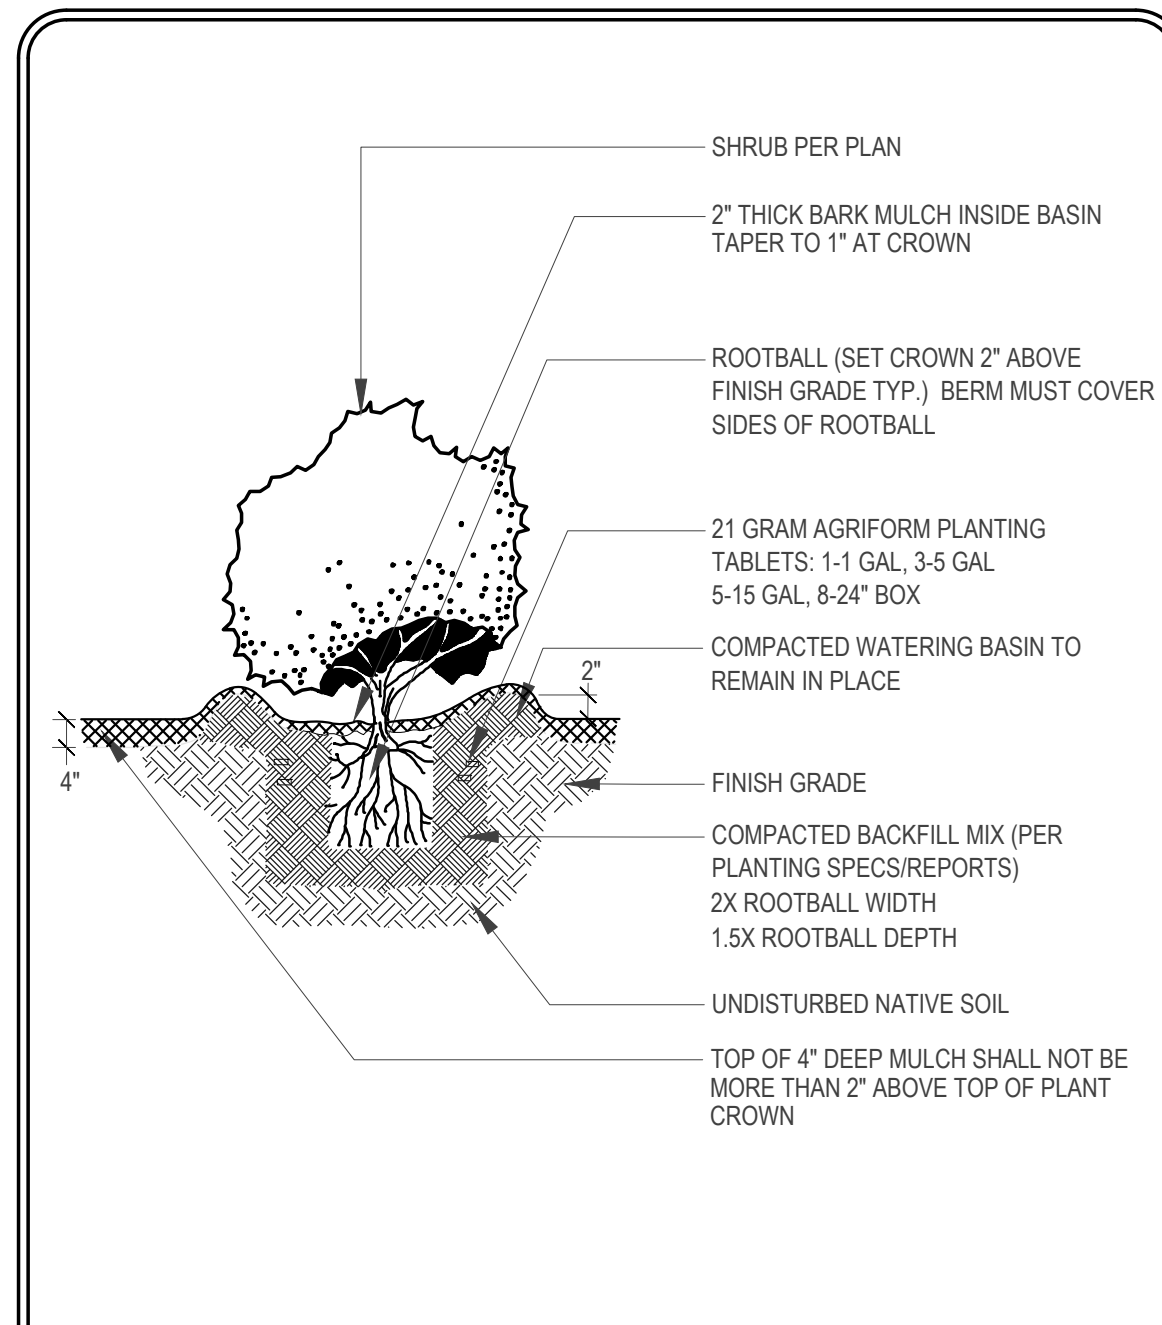 SHRUB PER PLAN
2" THICK BARK MULCH INSIDE BASIN
TAPER TO 1" AT CROWN
ROOTBALL (SET CROWN 2" ABOVE
FINISH GRADE TYP.) BERM MUST COVER
SIDES OF ROOTBALL
21 GRAM AGRIFORM PLANTING
TABLETS: 1-1 GAL, 3-5 GAL
5-15 GAL, 8-24" BOX
COMPACTED WATERING BASIN TO
REMAIN IN PLACE
2"
4"
FINISH GRADE
COMPACTED BACKFILL MIX (PER
PLANTING SPECS/REPORTS)
2X ROOTBALL WIDTH
1.5X ROOTBALL DEPTH
UNDISTURBED NATIVE SOIL
TOP OF 4" DEEP MULCH SHALL NOT BE
MORE THAN 2" ABOVE TOP OF PLANT
CROWN